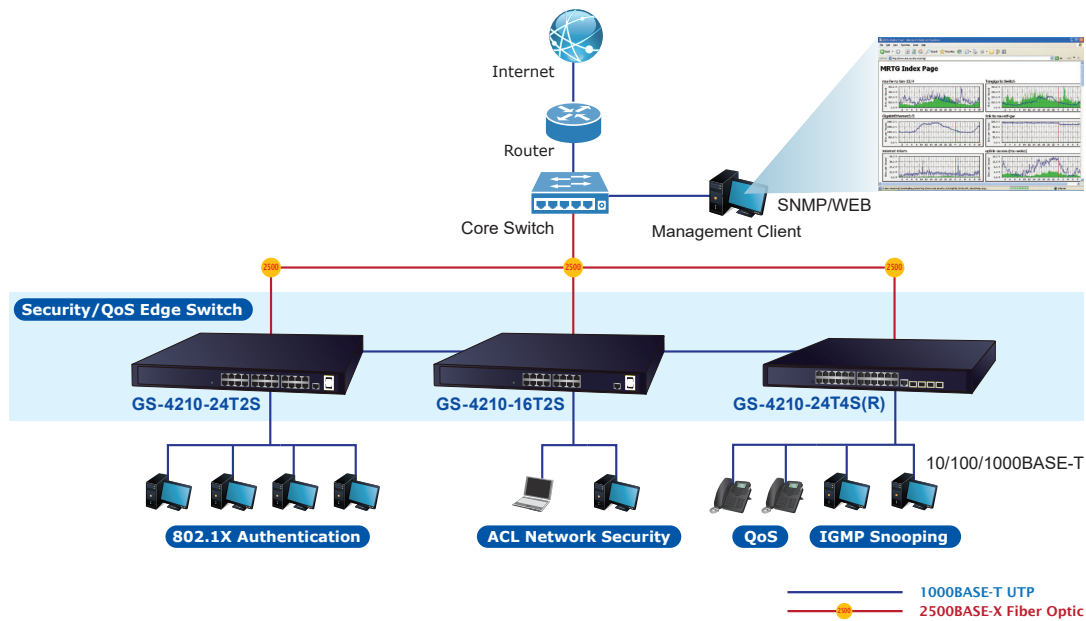 Internet
Router
Core Switch
Management Client
SNMP/WEB
MRTG Index Page
2500
2500
2500
Security/QoS Edge Switch
GS-4210-24T2S
GS-4210-16T2S
GS-4210-24T4S(R)
10/100/1000BASE-T
802.1X Authentication
ACL Network Security
QoS
IGMP Snooping
1000BASE-T UTP
2500
2500BASE-X Fiber Optic